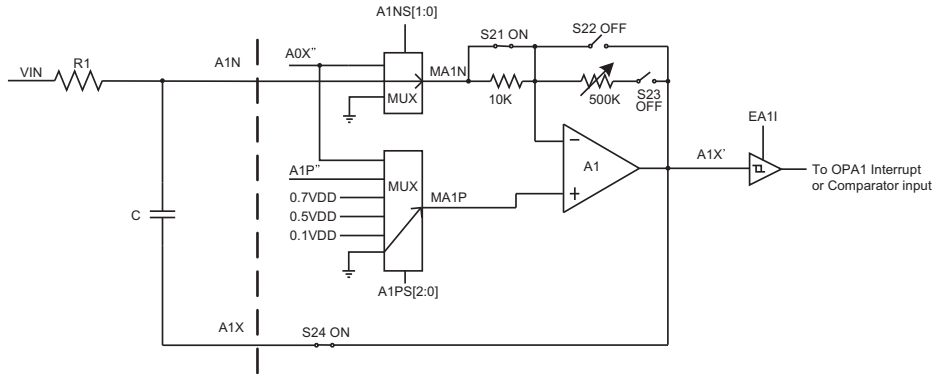 A1NS[1:0]
S21 ON
S22 OFF
A0X"
VIN
R1
A1N
MA1N
MUX
10K
500K
S23
OFF
EA1I
A1P"
MUX
A1
A1X'
To OPA1 Interrupt
or Comparator input
0.7VDD
MA1P
0.5VDD
C
0.1VDD
A1PS[2:0]
A1X
S24 ON